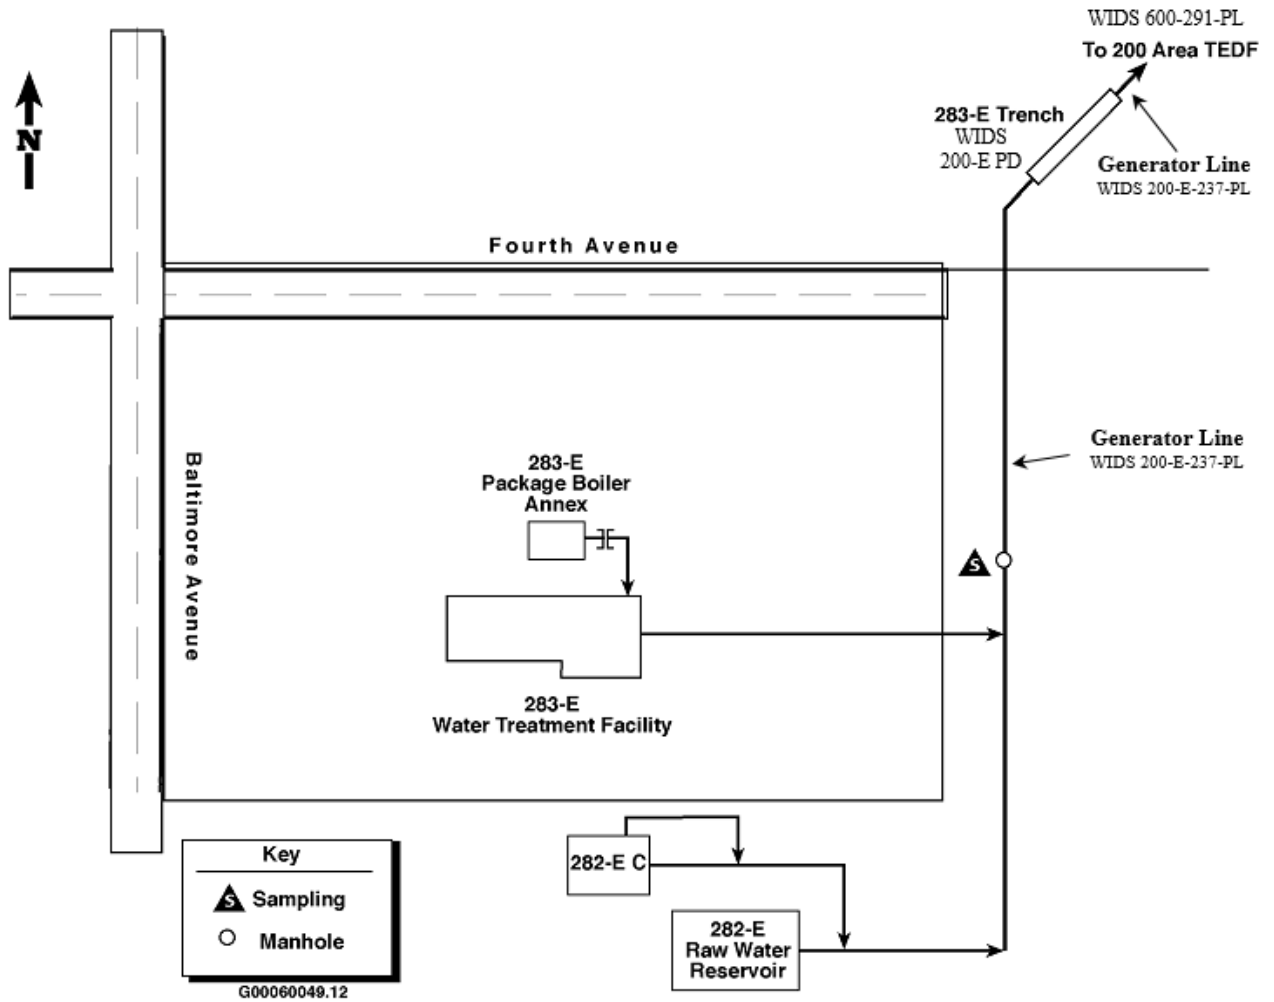 WIDS 600-291-PL
To 200 Area TEDF
283-E Trench
WIDS
200-E PD
Generator Line
WIDS 200-E-237-PL
N
Fourth Avenue
Generator Line
WIDS 200-E-237-PL
Baltimore Avenue
283-E
Package Boiler
Annex
S
283-E
Water Treatment Facility
282-E C
282-E
Raw Water
Reservoir
Key
S Sampling
Manhole
G00060049.12